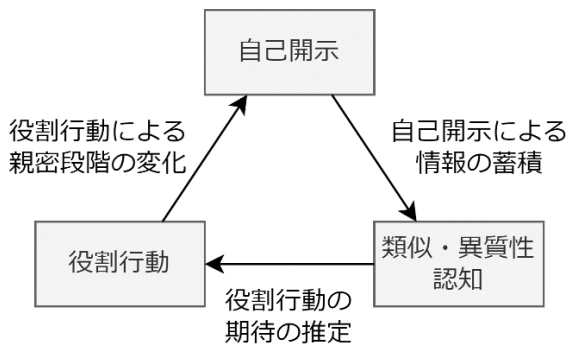 自己開示
役割行動による
親密段階の変化
自己開示による
情報の蓄積
役割行動
類似・異質性
認知
役割行動の
期待の推定